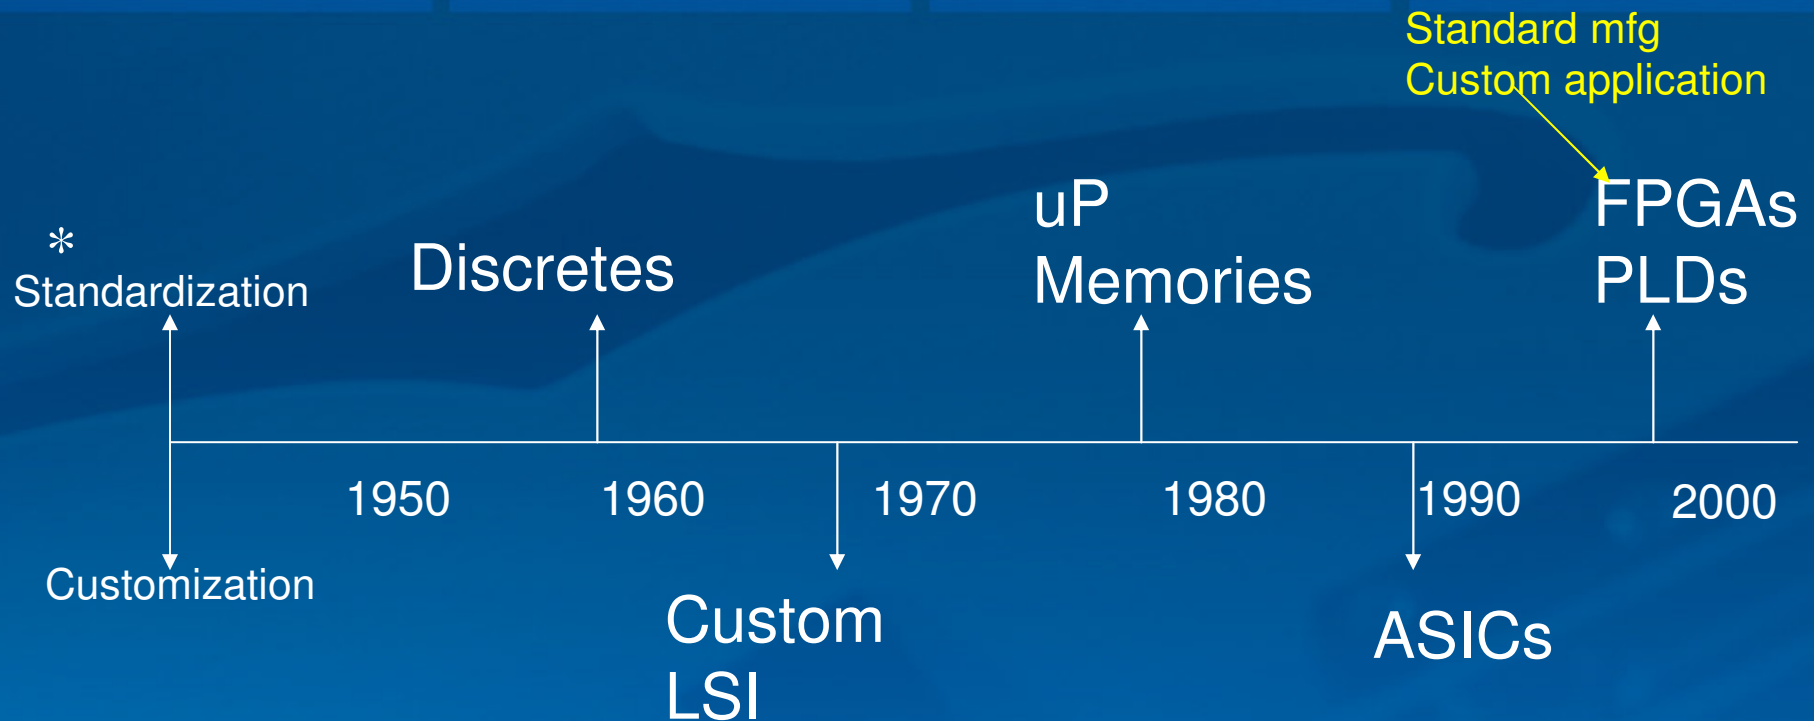 Standard mfg
Custom application
*
Standardization
Discretes
uP
Memories
FPGAs
PLDs
1950
1960
1970
1980
1990
2000
Customization
Custom
LSI
ASICs